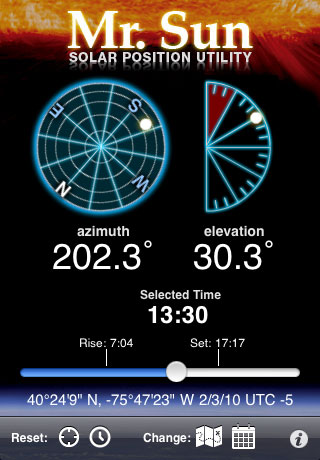 Mr. Sun
SOLAR POSITION UTILITY
E S
N W
azimuth elevation
202.3° 30.3°
Selected Time
13:30
Rise: 7:04 Set: 17:17
40°24'9" N, -75°47'23" W 2/3/10 UTC -5
Reset: Change: i